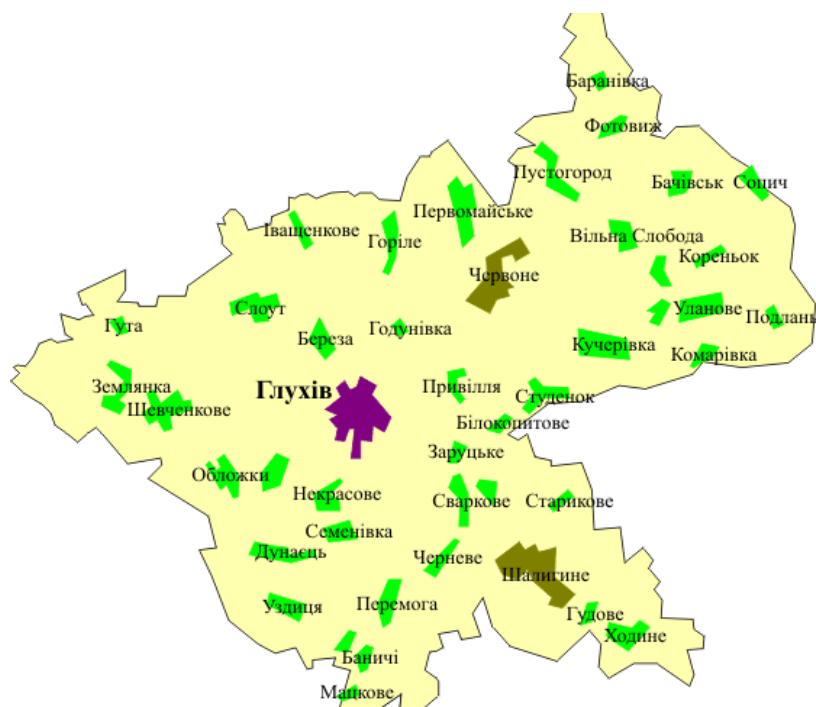 Баранівка
Фотовиж
Пустогород
Бачівськ
Сопич
Первомайське
Іващенкове
Горіле
Вільна Слобода
Кореньок
Червоне
Слоут
Уланове
Подлань
Гута
Береза
Годунівка
Кучерівка
Комарівка
Землянка
Глухів
Привілля
Студенок
Шевченкове
Білокопитове
Заруцьке
Обложки
Некрасове
Сваркове
Старикове
Семенівка
Дунаєць
Черневе
Шалигине
Уздиця
Перемога
Гудове
Ходине
Баничі
Мацкове